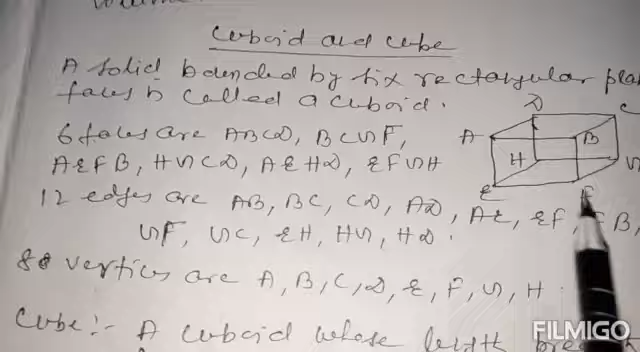 Cuboid and cube
A solid bounded by six rectangular plan
faces is called a cuboid.
6 faces are ABCD, BCGF,
AEFB, HGCD, AEHD, EFGH
12 edges are AB, BC, CD, AD, AE, EF, FB,
GF, GC, EH, HG, HD.
8 vertices are A, B, C, D, E, F, G, H
Cube:- A cuboid whose length
D
C
A
B
H
G
E
F
FILMIGO